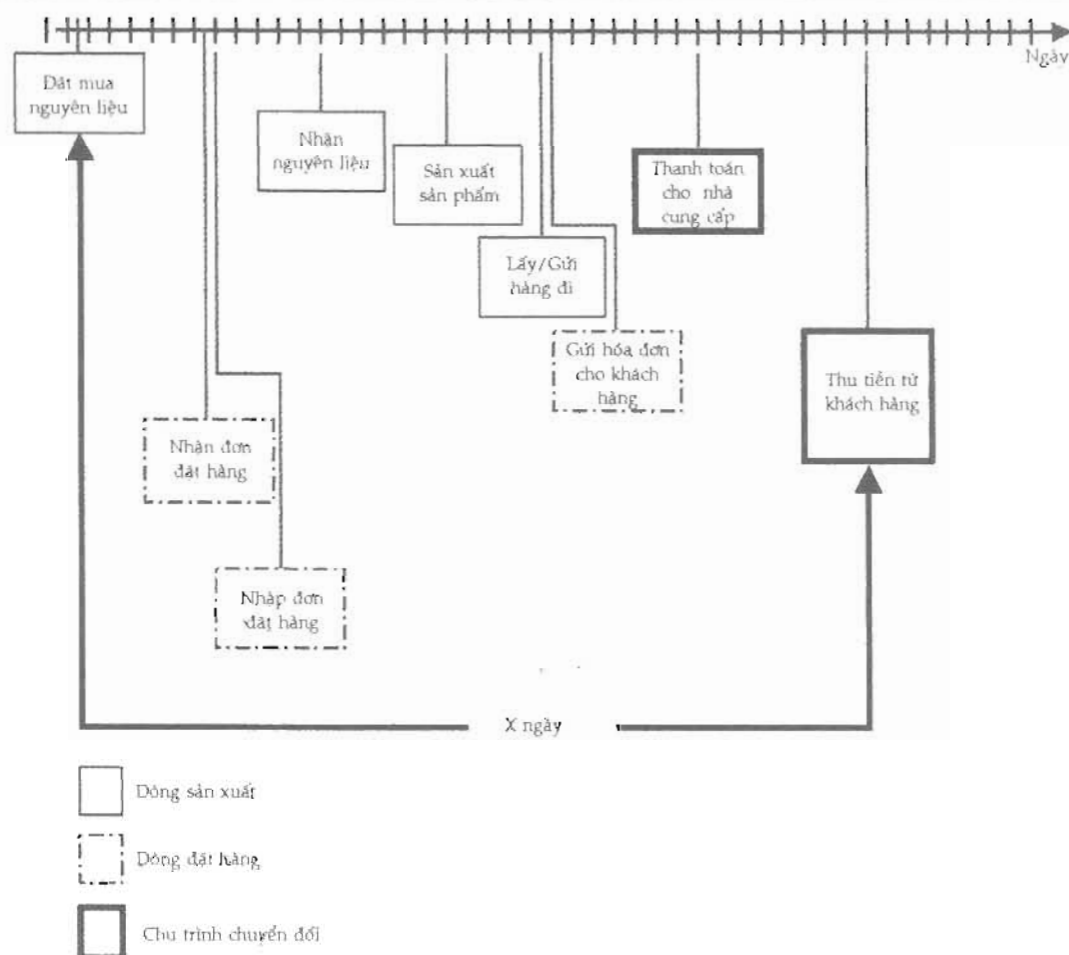 Ngày
Đặt mua
nguyên liệu
Nhận
nguyên liệu
Sản xuất
sản phẩm
Thanh toán
cho nhà
cung cấp
Lấy/Gửi
hàng đi
Gửi hóa đơn
cho khách
hàng
Thu tiền từ
khách hàng
Nhận đơn
đặt hàng
Nhập đơn
đặt hàng
X ngày
Dòng sản xuất
Dòng đặt hàng
Chu trình chuyển đổi